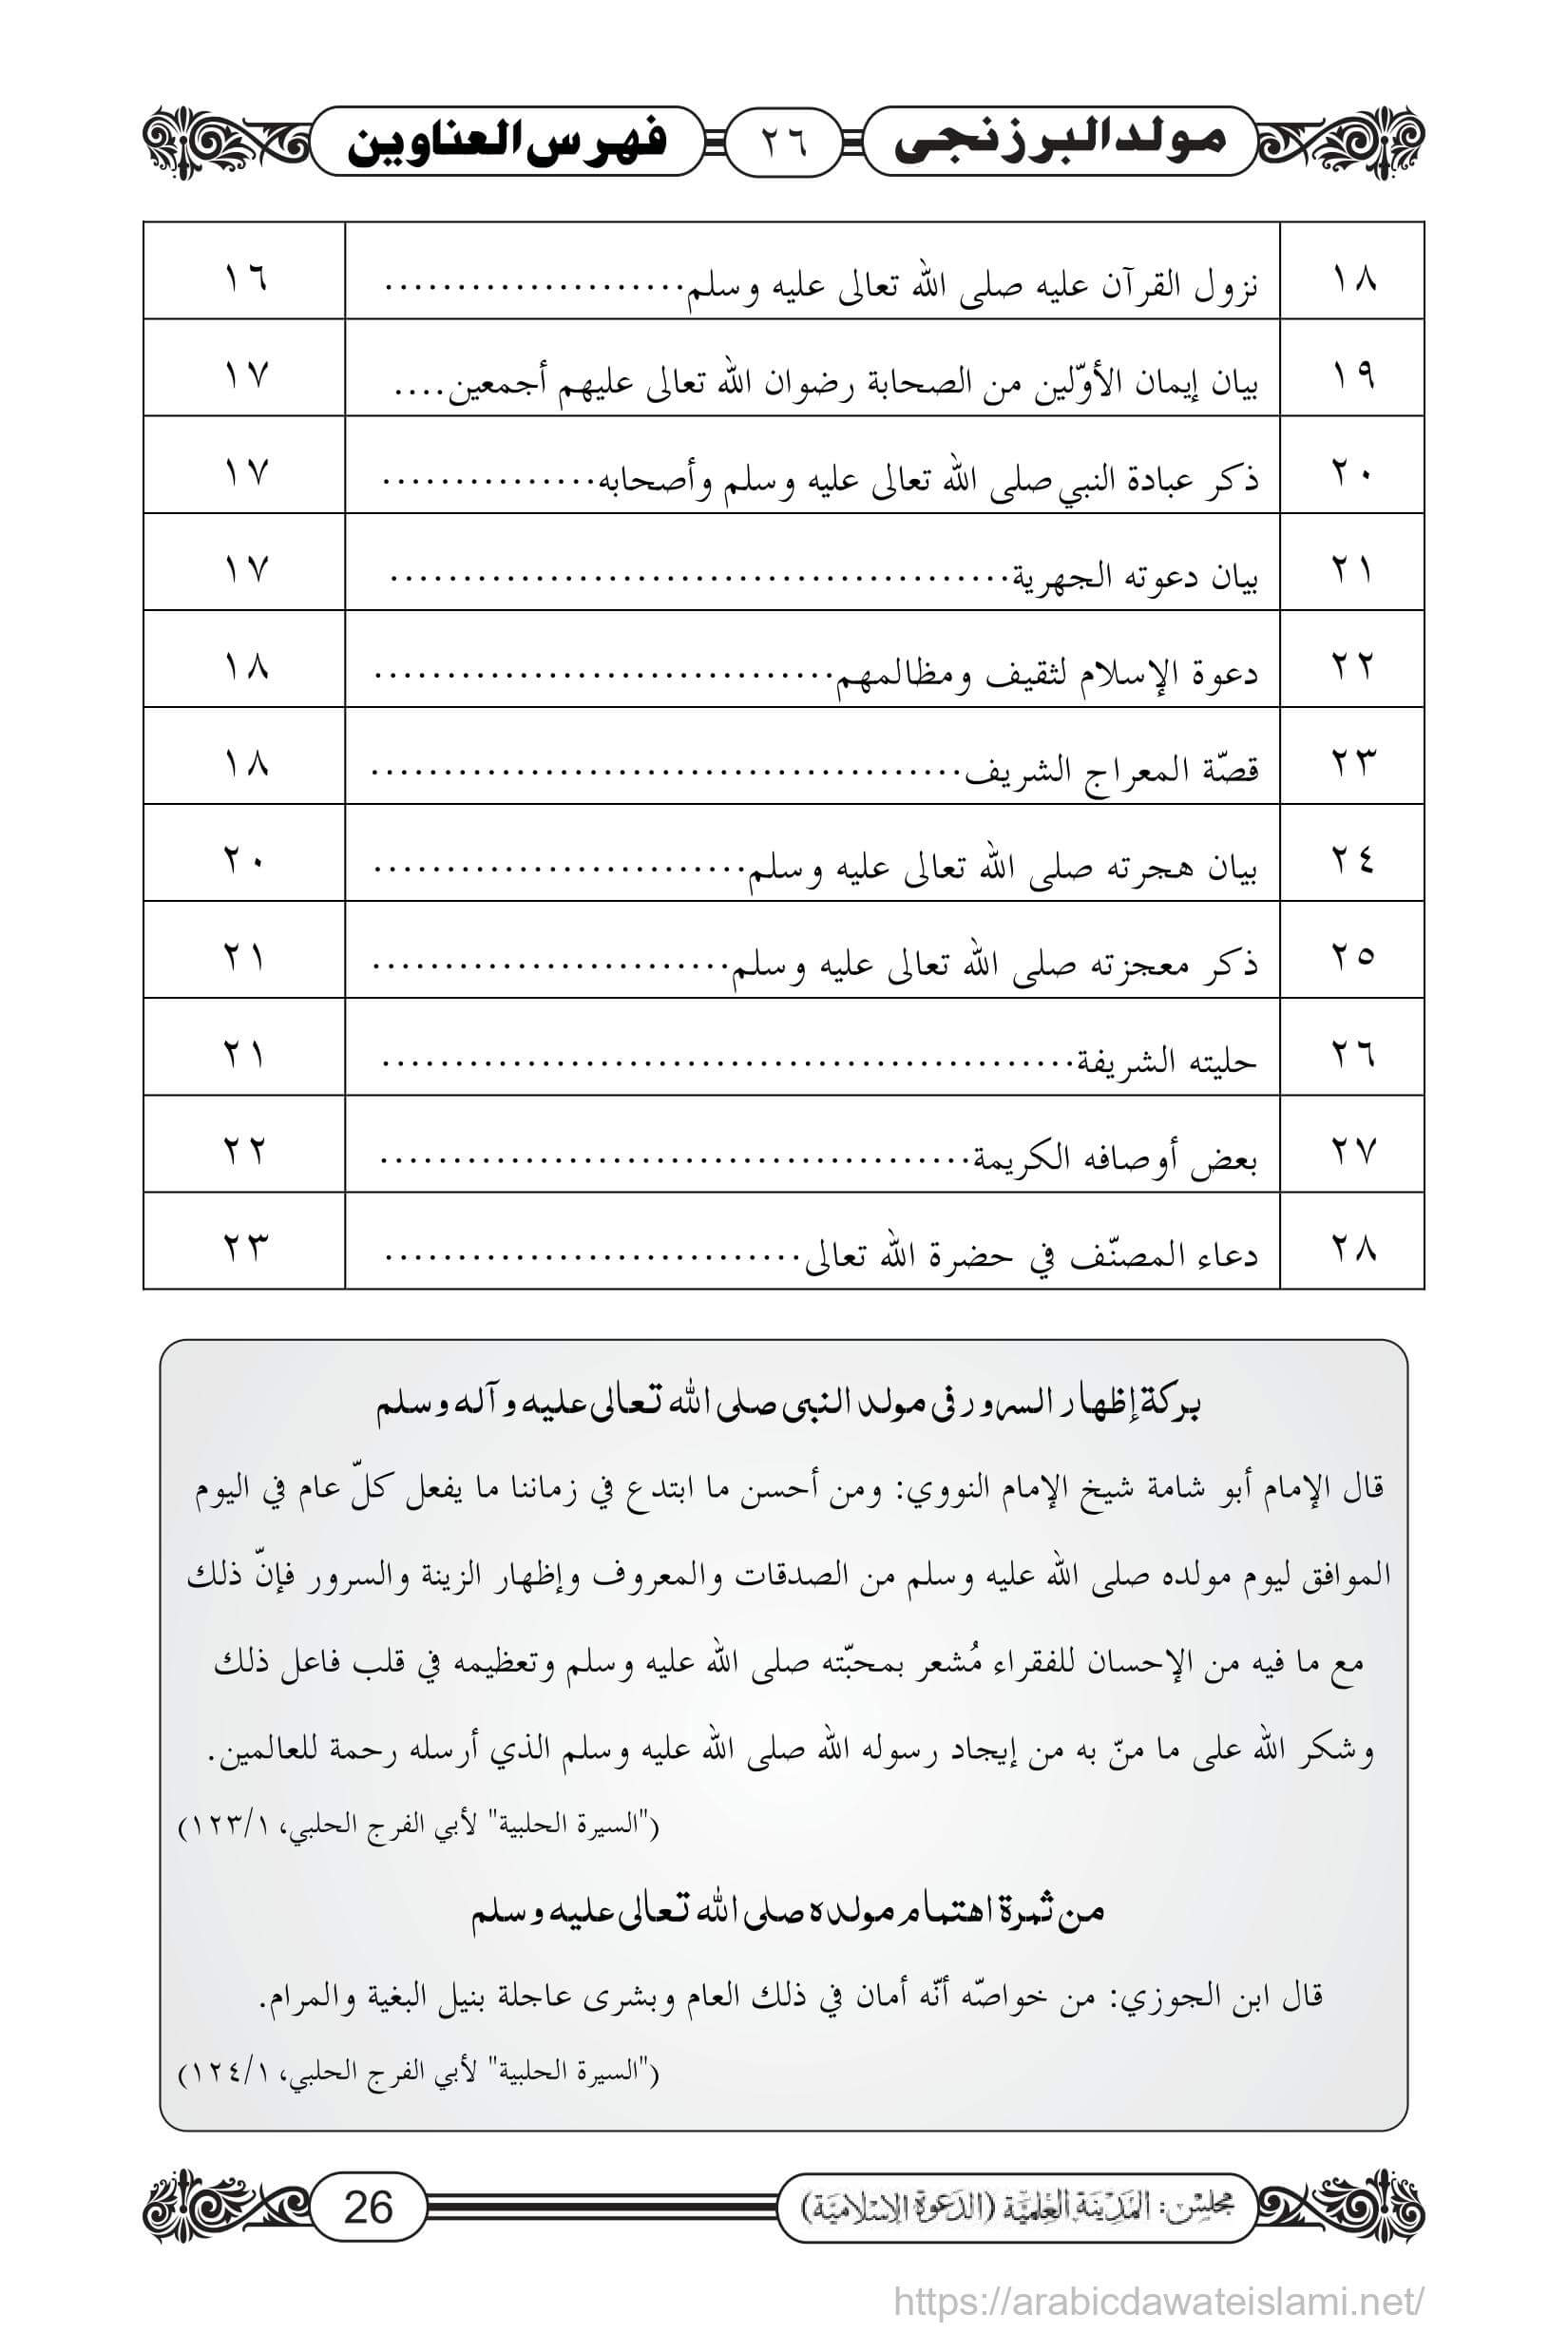 مولد البرزنجي ٢٦ فهرس العناوين
١٨ نزول القرآن عليه صلى الله تعالى عليه وسلم..................... ١٦
١٩ بيان إيمان الأوّلين من الصحابة رضوان الله تعالى عليهم أجمعين.... ١٧
٢٠ ذكر عبادة النبي صلى الله تعالى عليه وسلم وأصحابه............... ١٧
٢١ بيان دعوته الجهرية........................................... ١٧
٢٢ دعوة الإسلام لثقيف ومظالمهم................................ ١٨
٢٣ قصّة المعراج الشريف......................................... ١٨
٢٤ بيان هجرته صلى الله تعالى عليه وسلم.......................... ٢٠
٢٥ ذكر معجزته صلى الله تعالى عليه وسلم......................... ٢١
٢٦ حليته الشريفة................................................ ٢١
٢٧ بعض أوصافه الكريمة......................................... ٢٢
٢٨ دعاء المصنّف في حضرة الله تعالى............................. ٢٣
بركة إظهار السرور في مولد النبي صلى الله تعالى عليه وآله وسلم
قال الإمام أبو شامة شيخ الإمام النووي: ومن أحسن ما ابتدع في زماننا ما يفعل كلّ عام في اليوم
الموافق ليوم مولده صلى الله عليه وسلم من الصدقات والمعروف وإظهار الزينة والسرور فإنّ ذلك
مع ما فيه من الإحسان للفقراء مُشعر بمحبّته صلى الله عليه وسلم وتعظيمه في قلب فاعل ذلك
وشكر الله على ما منّ به من إيجاد رسوله الله صلى الله عليه وسلم الذي أرسله رحمة للعالمين.
("السيرة الحلبية" لأبي الفرج الحلبي، ١٢٣/١)
من ثمرة اهتمام مولده صلى الله تعالى عليه وسلم
قال ابن الجوزي: من خواصّه أنّه أمان في ذلك العام وبشرى عاجلة بنيل البغية والمرام.
("السيرة الحلبية" لأبي الفرج الحلبي، ١٢٤/١)
مجلس: المَدِيْنَة العِلميَّة (الدَعوة الإسْلاميَة) 26
https://arabicdawateislami.net/